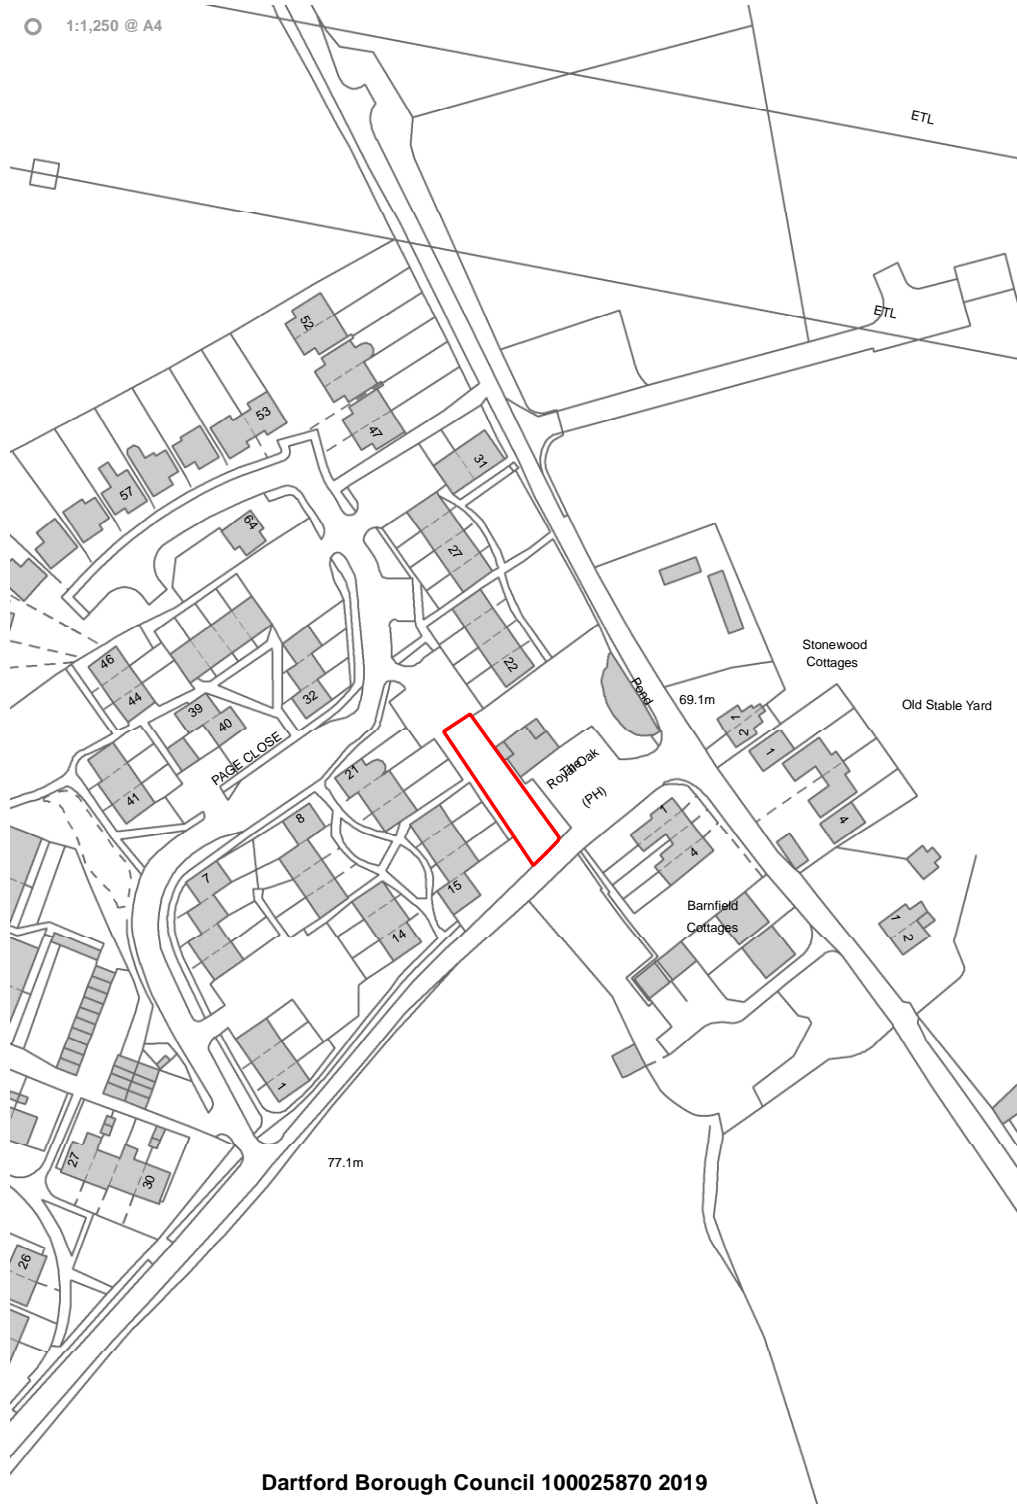 1:1,250 @ A4
ETL
ETL
52
53
47
31
57
64
27
46
44
32
39
40
22
Pond
69.1m
Stonewood
Cottages
Old Stable Yard
2
7
1
4
PAGE CLOSE
41
21
The
Royal Oak
(PH)
8
7
15
14
1
4
Barnfield
Cottages
7
2
1
77.1m
27
30
26
Dartford Borough Council 100025870 2019